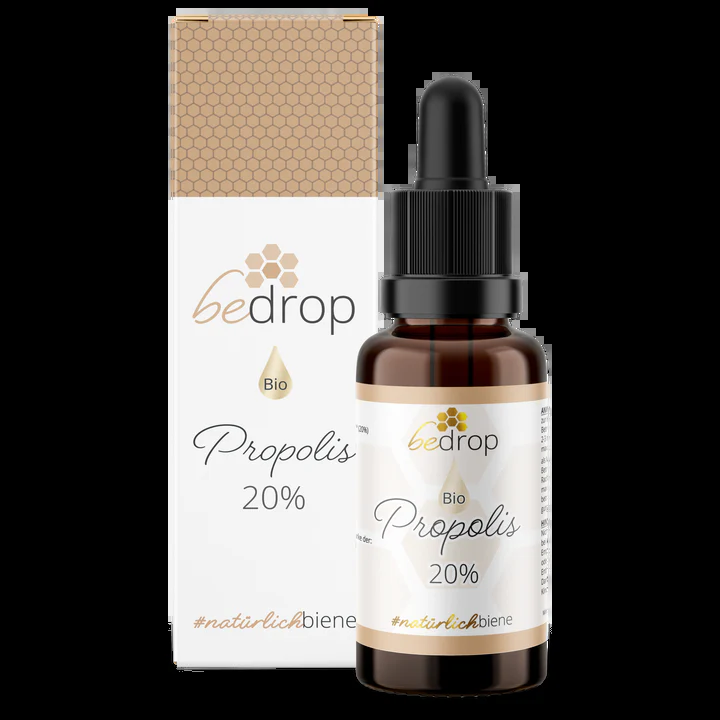 bedrop
Bio
Propolis
20%
#natürlichbiene
bedrop
Bio
Propolis
20%
#natürlichbiene